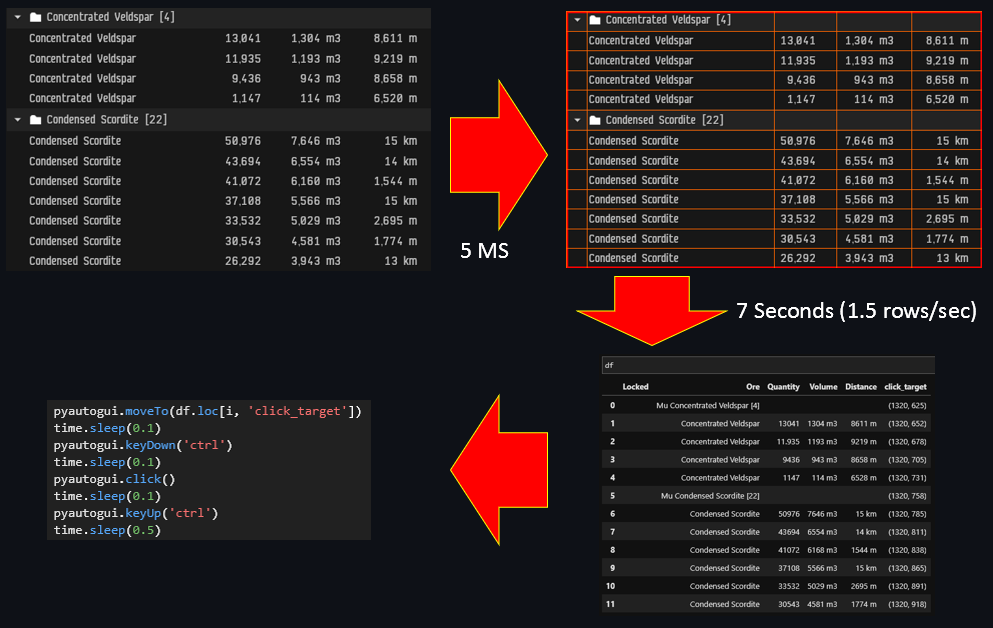 Concentrated Veldspar [4]
Concentrated Veldspar 13,041 1,304 m3 8,611 m
Concentrated Veldspar 11,935 1,193 m3 9,219 m
Concentrated Veldspar 9,436 943 m3 8,658 m
Concentrated Veldspar 1,147 114 m3 6,520 m
Condensed Scordite [22]
Condensed Scordite 50,976 7,646 m3 15 km
Condensed Scordite 43,694 6,554 m3 14 km
Condensed Scordite 41,072 6,160 m3 1,544 m
Condensed Scordite 37,108 5,566 m3 15 km
Condensed Scordite 33,532 5,029 m3 2,695 m
Condensed Scordite 30,543 4,581 m3 1,774 m
Condensed Scordite 26,292 3,943 m3 13 km
5 MS
Concentrated Veldspar [4]
Concentrated Veldspar 13,041 1,304 m3 8,611 m
Concentrated Veldspar 11,935 1,193 m3 9,219 m
Concentrated Veldspar 9,436 943 m3 8,658 m
Concentrated Veldspar 1,147 114 m3 6,520 m
Condensed Scordite [22]
Condensed Scordite 50,976 7,646 m3 15 km
Condensed Scordite 43,694 6,554 m3 14 km
Condensed Scordite 41,072 6,160 m3 1,544 m
Condensed Scordite 37,108 5,566 m3 15 km
Condensed Scordite 33,532 5,029 m3 2,695 m
Condensed Scordite 30,543 4,581 m3 1,774 m
Condensed Scordite 26,292 3,943 m3 13 km
7 Seconds (1.5 rows/sec)
df
Locked Ore Quantity Volume Distance click_target
0 Mu Concentrated Veldspar [4] (1320, 625)
1 Concentrated Veldspar 13041 1304 m3 8611 m (1320, 652)
2 Concentrated Veldspar 11.935 1193 m3 9219 m (1320, 678)
3 Concentrated Veldspar 9436 943 m3 8658 m (1320, 705)
4 Concentrated Veldspar 1147 114 m3 6528 m (1320, 731)
5 Mu Condensed Scordite [22] (1320, 758)
6 Condensed Scordite 50976 7646 m3 15 km (1320, 785)
7 Condensed Scordite 43694 6554 m3 14 km (1320, 811)
8 Condensed Scordite 41072 6168 m3 1544 m (1320, 838)
9 Condensed Scordite 37108 5566 m3 15 km (1320, 865)
10 Condensed Scordite 33532 5029 m3 2695 m (1320, 891)
11 Condensed Scordite 30543 4581 m3 1774 m (1320, 918)
pyautogui.moveTo(df.loc[i, 'click_target'])
time.sleep(0.1)
pyautogui.keyDown('ctrl')
time.sleep(0.1)
pyautogui.click()
time.sleep(0.1)
pyautogui.keyUp('ctrl')
time.sleep(0.5)